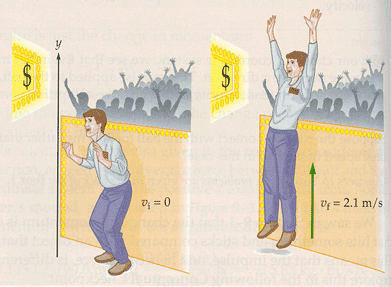 $
y
v_i = 0
$
v_f = 2.1 m/s